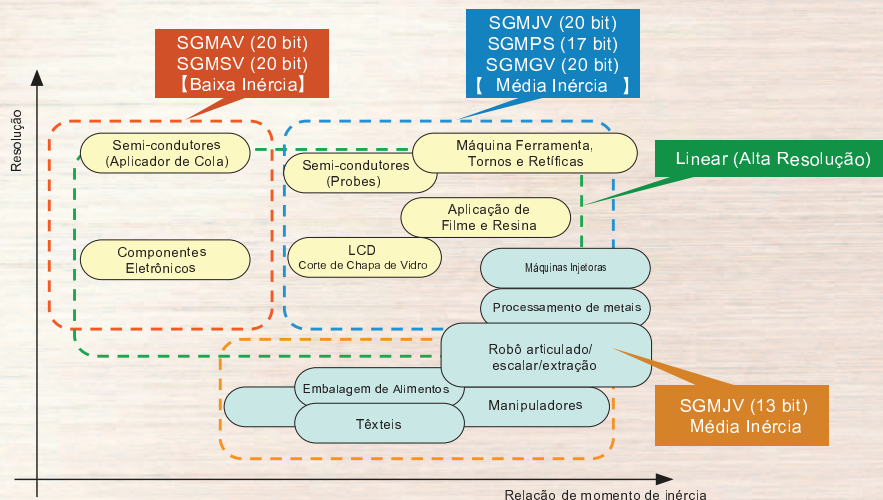 SGMAV (20 bit)
SGMSV (20 bit)
【Baixa Inércia】
SGMJV (20 bit)
SGMPS (17 bit)
SGMGV (20 bit)
【 Média Inércia 】
Resolução
Semi-condutores
(Aplicador de Cola)
Semi-condutores
(Probes)
Máquina Ferramenta,
Tornos e Retíficas
Linear (Alta Resolução)
Aplicação de
Filme e Resina
Componentes
Eletrônicos
LCD
Corte de Chapa de Vidro
Máquinas Injetoras
Processamento de metais
Robô articulado/
escalar/extração
Embalagem de Alimentos
Manipuladores
Têxteis
SGMJV (13 bit)
Média Inércia
Relação de momento de inércia